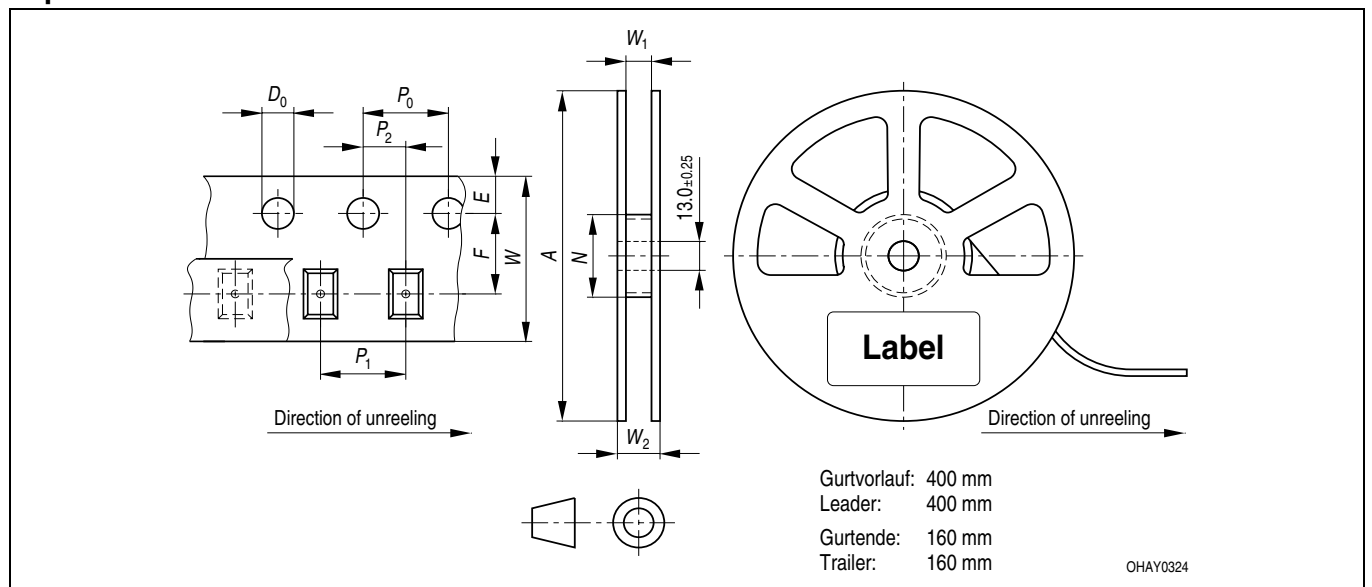 W1
D0
P0
P2
E
F
W
A
N
13.0±0.25
Label
P1
Direction of unreeling
W2
Direction of unreeling
Gurtvorlauf: 400 mm
Leader: 400 mm
Gurtende: 160 mm
Trailer: 160 mm
OHAY0324